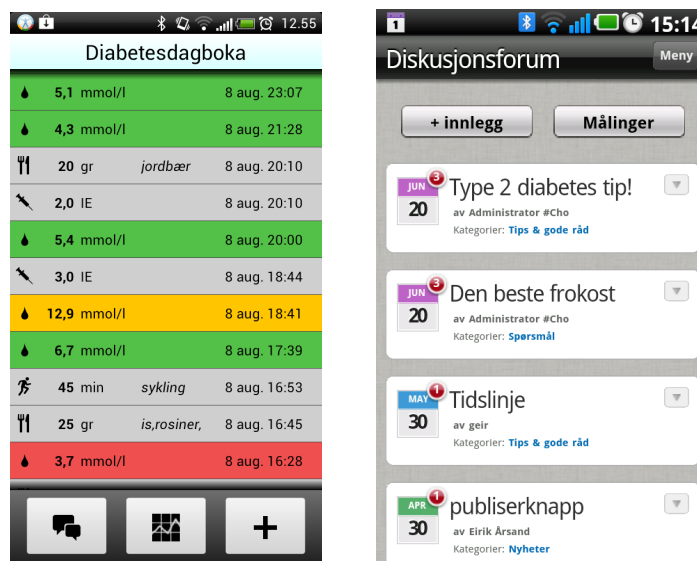 12.55
Diabetesdagboka
5,1 mmol/l 8 aug. 23:07
4,3 mmol/l 8 aug. 21:28
20 gr jordbær 8 aug. 20:10
2,0 IE 8 aug. 20:10
5,4 mmol/l 8 aug. 20:00
3,0 IE 8 aug. 18:44
12,9 mmol/l 8 aug. 18:41
6,7 mmol/l 8 aug. 17:39
45 min sykling 8 aug. 16:53
25 gr is,rosiner, 8 aug. 16:45
3,7 mmol/l 8 aug. 16:28
1 15:14
Diskusjonsforum Meny
+ innlegg Målinger
JUN 3 Type 2 diabetes tip!
20 av Administrator #Cho
Kategorier: Tips & gode råd
JUN 3 Den beste frokost
20 av Administrator #Cho
Kategorier: Spørsmål
MAY 1 Tidslinje
30 av geir
Kategorier: Tips & gode råd
APR 1 publiserknapp
30 av Eirik Årsand
Kategorier: Nyheter